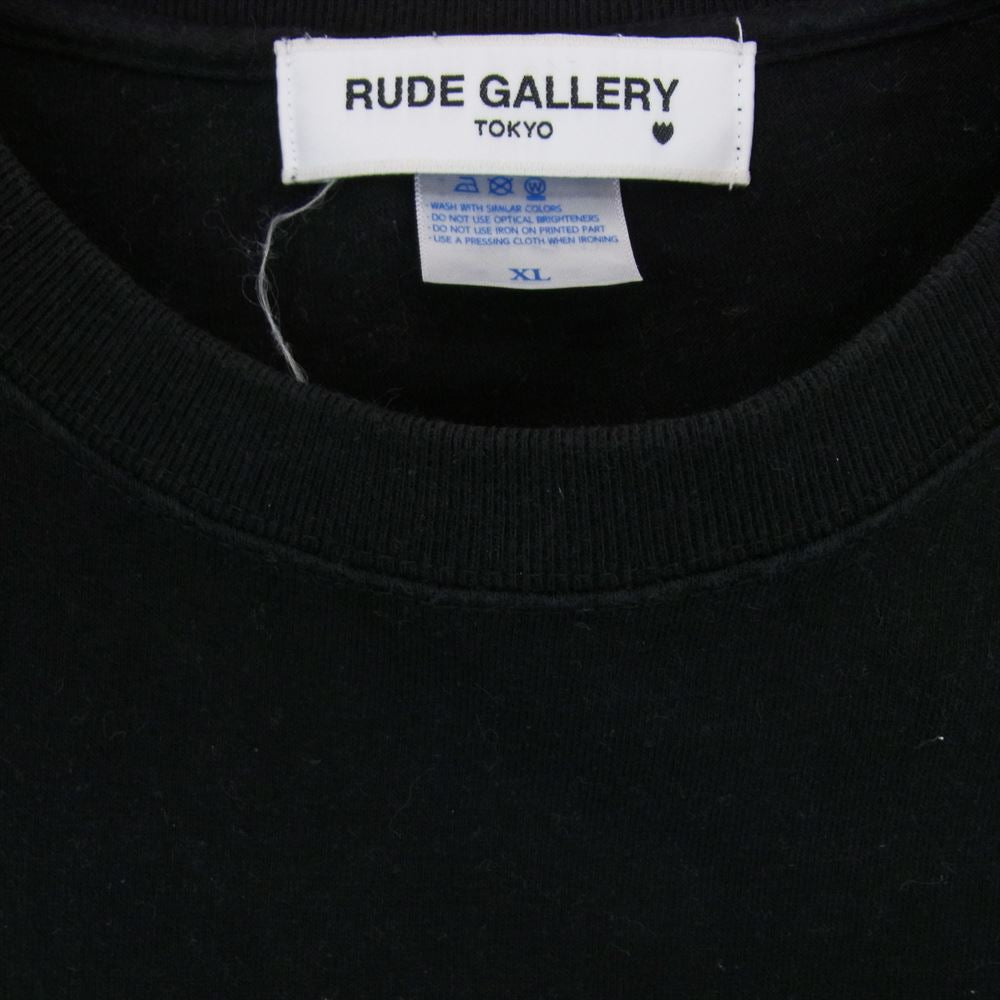 RUDE GALLERY
TOKYO
W
· WASH WITH SIMILAR COLORS
· DO NOT USE OPTICAL BRIGHTENERS
· DO NOT USE IRON ON PRINTED PART
· USE A PRESSING CLOTH WHEN IRONING
XL